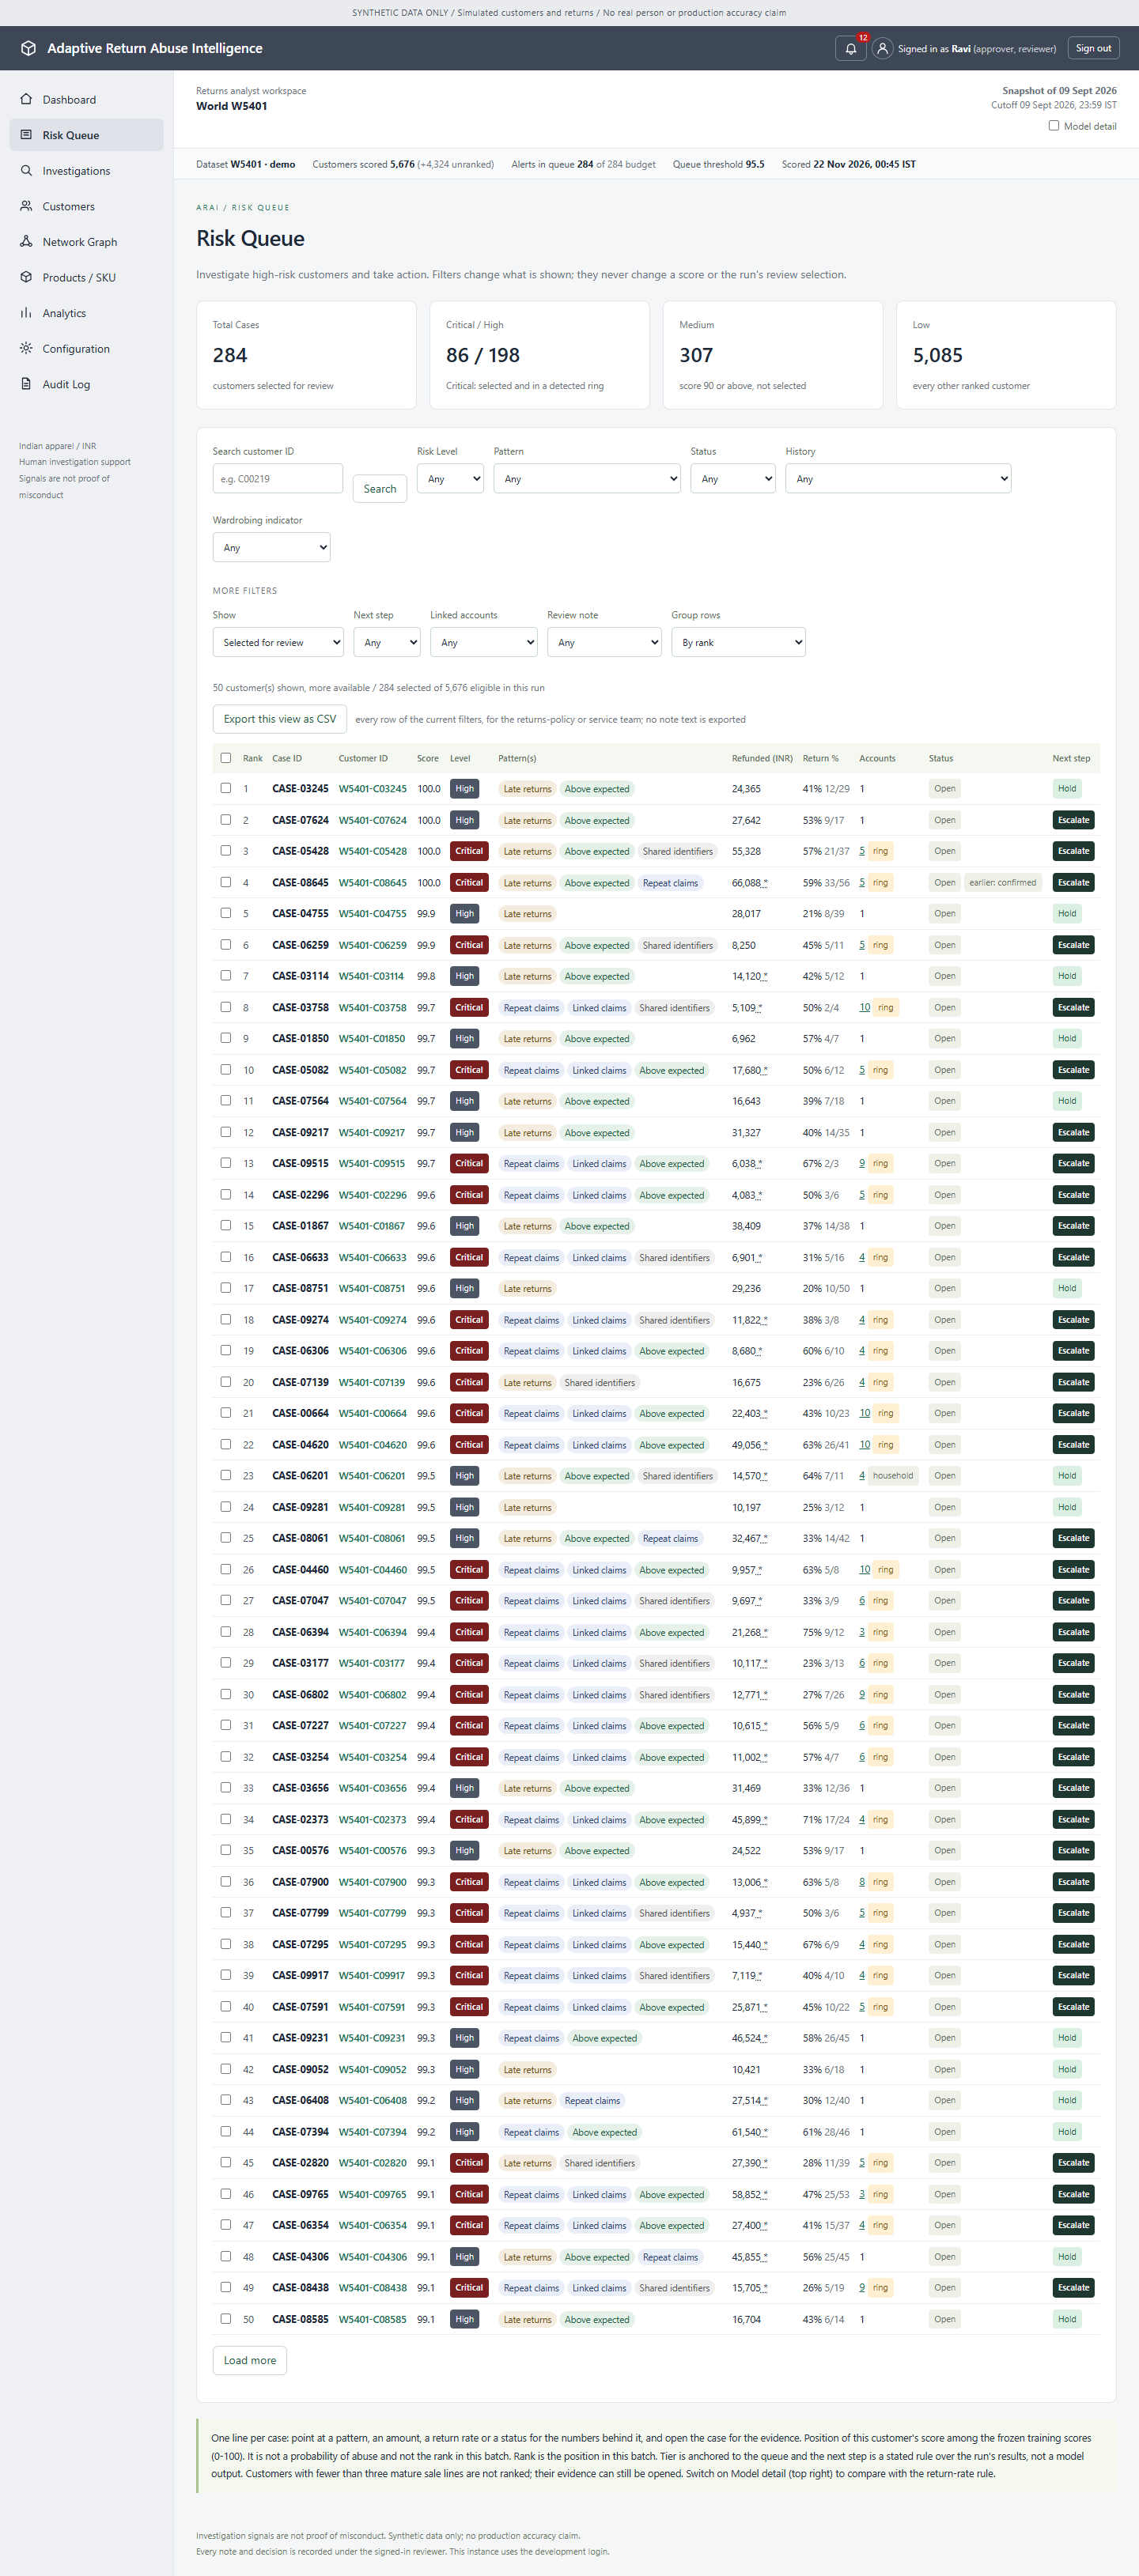 SYNTHETIC DATA ONLY / Simulated customers and returns / No real person or production accuracy claim
Adaptive Return Abuse Intelligence
12
Signed in as Ravi (approver, reviewer)
Sign out
Dashboard
Risk Queue
Investigations
Customers
Network Graph
Products / SKU
Analytics
Configuration
Audit Log
Indian apparel / INR
Human investigation support
Signals are not proof of
misconduct
Returns analyst workspace
World W5401
Snapshot of 09 Sept 2026
Cutoff 09 Sept 2026, 23:59 IST
Model detail
Dataset W5401 · demo Customers scored 5,676 (+4,324 unranked) Alerts in queue 284 of 284 budget Queue threshold 95.5 Scored 22 Nov 2026, 00:45 IST
ARAI / RISK QUEUE
Risk Queue
Investigate high-risk customers and take action. Filters change what is shown; they never change a score or the run's review selection.
Total Cases
284
customers selected for review
Critical / High
86 / 198
Critical: selected and in a detected ring
Medium
307
score 90 or above, not selected
Low
5,085
every other ranked customer
Search customer ID
e.g. C00219
Search
Risk Level
Any
Pattern
Any
Status
Any
History
Any
Wardrobing indicator
Any
MORE FILTERS
Show
Selected for review
Next step
Any
Linked accounts
Any
Review note
Any
Group rows
By rank
50 customer(s) shown, more available / 284 selected of 5,676 eligible in this run
Export this view as CSV every row of the current filters, for the returns-policy or service team; no note text is exported
Rank Case ID Customer ID Score Level Pattern(s) Refunded (INR) Return % Accounts Status Next step
1 CASE-03245 W5401-C03245 100.0 High Late returns Above expected 24,365 41% 12/29 1 Open Hold
2 CASE-07624 W5401-C07624 100.0 High Late returns Above expected 27,642 53% 9/17 1 Open Escalate
3 CASE-05428 W5401-C05428 100.0 Critical Late returns Above expected Shared identifiers 55,328 57% 21/37 5 ring Open Escalate
4 CASE-08645 W5401-C08645 100.0 Critical Late returns Above expected Repeat claims 66,088 * 59% 33/56 5 ring Open earlier: confirmed Escalate
5 CASE-04755 W5401-C04755 99.9 High Late returns 28,017 21% 8/39 1 Open Hold
6 CASE-06259 W5401-C06259 99.9 Critical Late returns Above expected Shared identifiers 8,250 45% 5/11 5 ring Open Escalate
7 CASE-03114 W5401-C03114 99.8 High Late returns Above expected 14,120 * 42% 5/12 1 Open Hold
8 CASE-03758 W5401-C03758 99.7 Critical Repeat claims Linked claims Shared identifiers 5,109 * 50% 2/4 10 ring Open Escalate
9 CASE-01850 W5401-C01850 99.7 High Late returns Above expected 6,962 57% 4/7 1 Open Hold
10 CASE-05082 W5401-C05082 99.7 Critical Repeat claims Linked claims Above expected 17,680 * 50% 6/12 5 ring Open Escalate
11 CASE-07564 W5401-C07564 99.7 High Late returns Above expected 16,643 39% 7/18 1 Open Hold
12 CASE-09217 W5401-C09217 99.7 High Late returns Above expected 31,327 40% 14/35 1 Open Escalate
13 CASE-09515 W5401-C09515 99.7 Critical Repeat claims Linked claims Above expected 6,038 * 67% 2/3 9 ring Open Escalate
14 CASE-02296 W5401-C02296 99.6 Critical Repeat claims Linked claims Above expected 4,083 * 50% 3/6 5 ring Open Escalate
15 CASE-01867 W5401-C01867 99.6 High Late returns Above expected 38,409 37% 14/38 1 Open Escalate
16 CASE-06633 W5401-C06633 99.6 Critical Repeat claims Linked claims Shared identifiers 6,901 * 31% 5/16 4 ring Open Escalate
17 CASE-08751 W5401-C08751 99.6 High Late returns 29,236 20% 10/50 1 Open Hold
18 CASE-09274 W5401-C09274 99.6 Critical Repeat claims Linked claims Shared identifiers 11,822 * 38% 3/8 4 ring Open Escalate
19 CASE-06306 W5401-C06306 99.6 Critical Repeat claims Linked claims Above expected 8,680 * 60% 6/10 4 ring Open Escalate
20 CASE-07139 W5401-C07139 99.6 Critical Late returns Shared identifiers 16,675 23% 6/26 4 ring Open Escalate
21 CASE-00664 W5401-C00664 99.6 Critical Repeat claims Linked claims Above expected 22,403 * 43% 10/23 10 ring Open Escalate
22 CASE-04620 W5401-C04620 99.6 Critical Repeat claims Linked claims Above expected 49,056 * 63% 26/41 10 ring Open Escalate
23 CASE-06201 W5401-C06201 99.5 High Late returns Above expected Shared identifiers 14,570 * 64% 7/11 4 household Open Hold
24 CASE-09281 W5401-C09281 99.5 High Late returns 10,197 25% 3/12 1 Open Hold
25 CASE-08061 W5401-C08061 99.5 High Late returns Above expected Repeat claims 32,467 * 33% 14/42 1 Open Escalate
26 CASE-04460 W5401-C04460 99.5 Critical Repeat claims Linked claims Above expected 9,957 * 63% 5/8 10 ring Open Escalate
27 CASE-07047 W5401-C07047 99.5 Critical Repeat claims Linked claims Shared identifiers 9,697 * 33% 3/9 6 ring Open Escalate
28 CASE-06394 W5401-C06394 99.4 Critical Repeat claims Linked claims Above expected 21,268 * 75% 9/12 3 ring Open Escalate
29 CASE-03177 W5401-C03177 99.4 Critical Repeat claims Linked claims Shared identifiers 10,117 * 23% 3/13 6 ring Open Escalate
30 CASE-06802 W5401-C06802 99.4 Critical Repeat claims Linked claims Shared identifiers 12,771 * 27% 7/26 9 ring Open Escalate
31 CASE-07227 W5401-C07227 99.4 Critical Repeat claims Linked claims Above expected 10,615 * 56% 5/9 6 ring Open Escalate
32 CASE-03254 W5401-C03254 99.4 Critical Repeat claims Linked claims Above expected 11,002 * 57% 4/7 6 ring Open Escalate
33 CASE-03656 W5401-C03656 99.4 High Late returns Above expected 31,469 33% 12/36 1 Open Escalate
34 CASE-02373 W5401-C02373 99.4 Critical Repeat claims Linked claims Above expected 45,899 * 71% 17/24 4 ring Open Escalate
35 CASE-00576 W5401-C00576 99.3 High Late returns Above expected 24,522 53% 9/17 1 Open Escalate
36 CASE-07900 W5401-C07900 99.3 Critical Repeat claims Linked claims Above expected 13,006 * 63% 5/8 8 ring Open Escalate
37 CASE-07799 W5401-C07799 99.3 Critical Repeat claims Linked claims Shared identifiers 4,937 * 50% 3/6 5 ring Open Escalate
38 CASE-07295 W5401-C07295 99.3 Critical Repeat claims Linked claims Above expected 15,440 * 67% 6/9 4 ring Open Escalate
39 CASE-09917 W5401-C09917 99.3 Critical Repeat claims Linked claims Shared identifiers 7,119 * 40% 4/10 4 ring Open Escalate
40 CASE-07591 W5401-C07591 99.3 Critical Repeat claims Linked claims Above expected 25,871 * 45% 10/22 5 ring Open Escalate
41 CASE-09231 W5401-C09231 99.3 High Repeat claims Above expected 46,524 * 58% 26/45 1 Open Hold
42 CASE-09052 W5401-C09052 99.3 High Late returns 10,421 33% 6/18 1 Open Hold
43 CASE-06408 W5401-C06408 99.2 High Late returns Repeat claims 27,514 * 30% 12/40 1 Open Hold
44 CASE-07394 W5401-C07394 99.2 High Repeat claims Above expected 61,540 * 61% 28/46 1 Open Hold
45 CASE-02820 W5401-C02820 99.1 Critical Late returns Shared identifiers 27,390 * 28% 11/39 5 ring Open Escalate
46 CASE-09765 W5401-C09765 99.1 Critical Repeat claims Linked claims Above expected 58,852 * 47% 25/53 3 ring Open Escalate
47 CASE-06354 W5401-C06354 99.1 Critical Repeat claims Linked claims Above expected 27,400 * 41% 15/37 4 ring Open Escalate
48 CASE-04306 W5401-C04306 99.1 High Late returns Above expected Repeat claims 45,855 * 56% 25/45 1 Open Hold
49 CASE-08438 W5401-C08438 99.1 Critical Repeat claims Linked claims Shared identifiers 15,705 * 26% 5/19 9 ring Open Escalate
50 CASE-08585 W5401-C08585 99.1 High Late returns Above expected 16,704 43% 6/14 1 Open Hold
Load more
One line per case: point at a pattern, an amount, a return rate or a status for the numbers behind it, and open the case for the evidence. Position of this customer's score among the frozen training scores
(0-100). It is not a probability of abuse and not the rank in this batch. Rank is the position in this batch. Tier is anchored to the queue and the next step is a stated rule over the run's results, not a model
output. Customers with fewer than three mature sale lines are not ranked; their evidence can still be opened. Switch on Model detail (top right) to compare with the return-rate rule.
Investigation signals are not proof of misconduct. Synthetic data only; no production accuracy claim.
Every note and decision is recorded under the signed-in reviewer. This instance uses the development login.